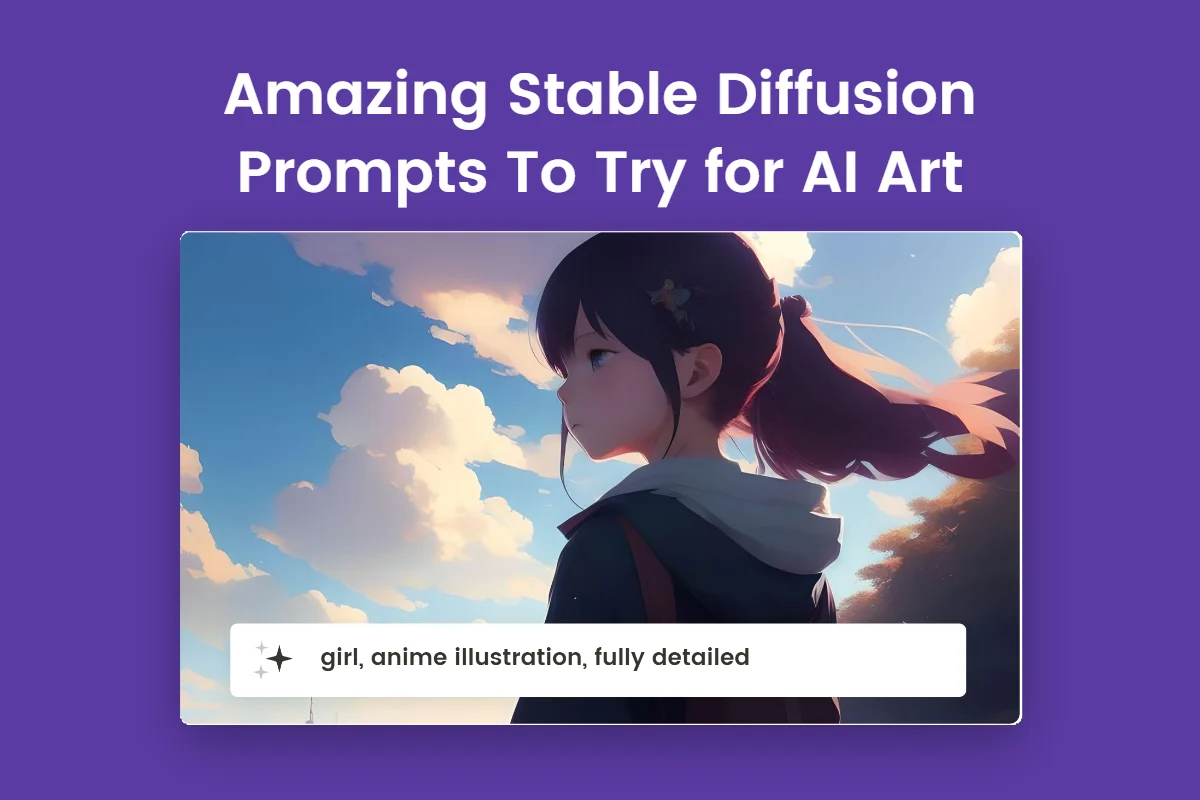 Amazing Stable Diffusion
Prompts To Try for AI Art
girl, anime illustration, fully detailed